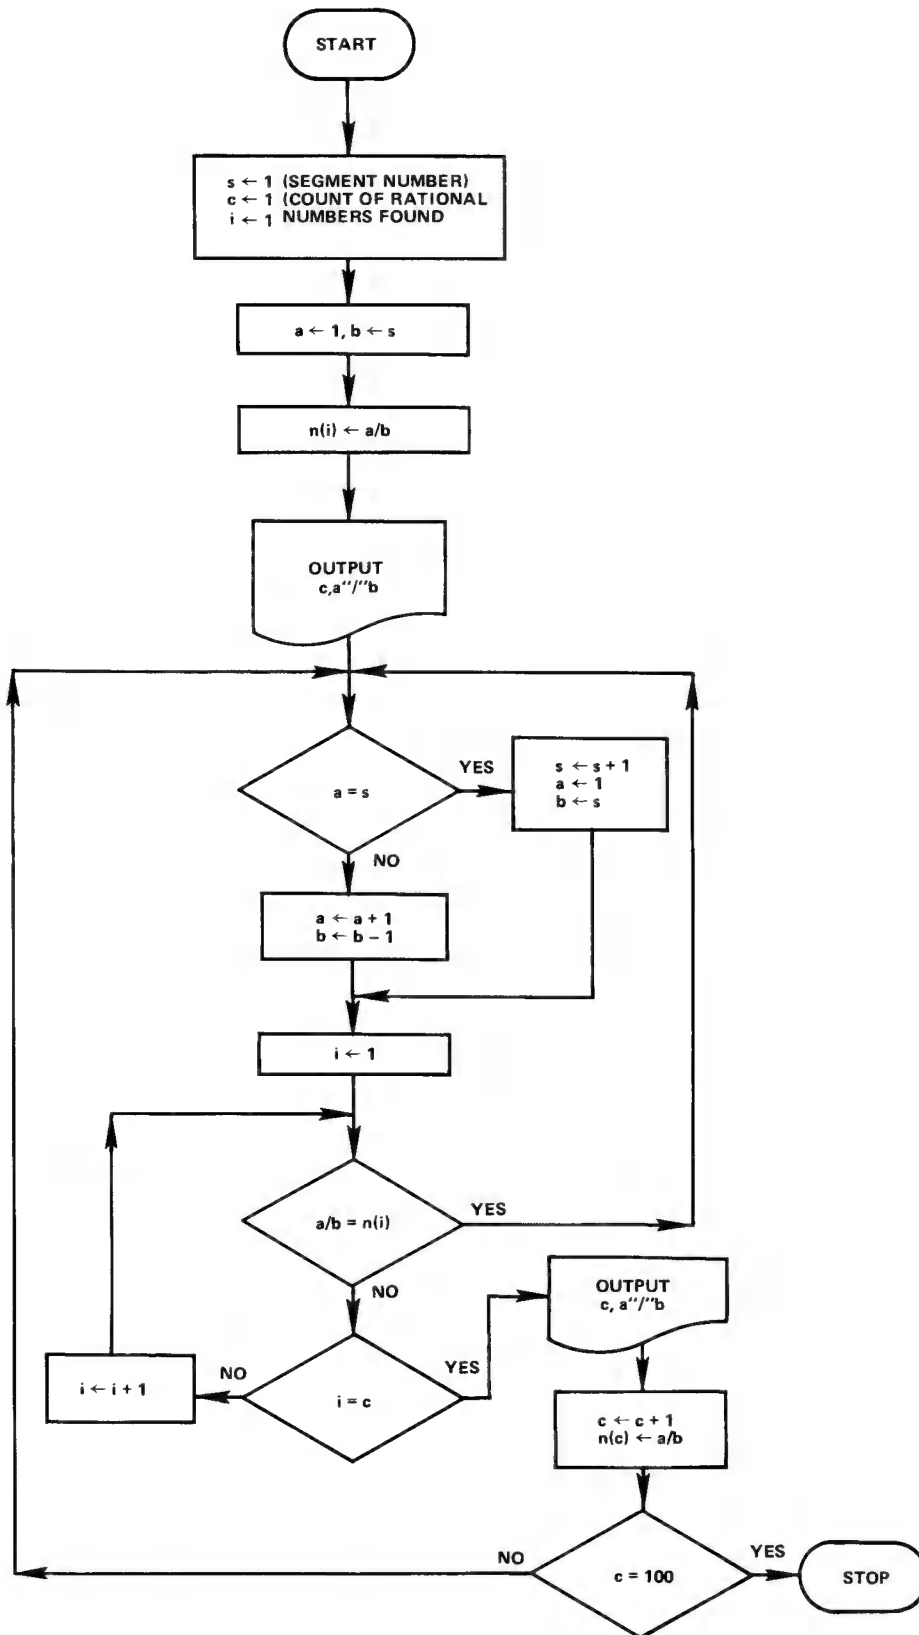 START
s ← 1 (SEGMENT NUMBER)
c ← 1 (COUNT OF RATIONAL
i ← 1 NUMBERS FOUND
a ← 1, b ← s
n(i) ← a/b
OUTPUT
c,a"/"b
a = s
YES
s ← s + 1
a ← 1
b ← s
NO
a ← a + 1
b ← b − 1
i ← 1
a/b = n(i)
YES
NO
OUTPUT
c, a"/"b
i = c
YES
NO
i ← i + 1
c ← c + 1
n(c) ← a/b
c = 100
NO
YES
STOP